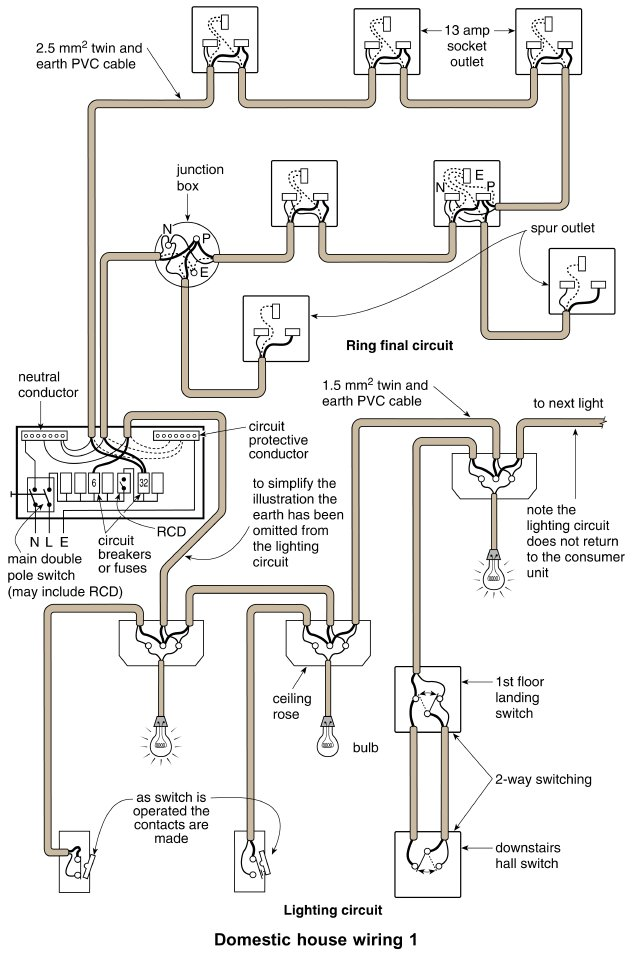 2.5 mm² twin and
earth PVC cable
13 amp
socket
outlet
junction
box
N
P
E
N
E
P
spur outlet
Ring final circuit
neutral
conductor
circuit
protective
conductor
1.5 mm² twin and
earth PVC cable
to next light
6
32
to simplify the
illustration the
earth has been
omitted from
the lighting
circuit
RCD
N L E
main double
pole switch
(may include RCD)
circuit
breakers
or fuses
note the
lighting circuit
does not return
to the consumer
unit
ceiling
rose
bulb
1st floor
landing
switch
2-way switching
as switch is
operated the
contacts are
made
downstairs
hall switch
Lighting circuit
Domestic house wiring 1